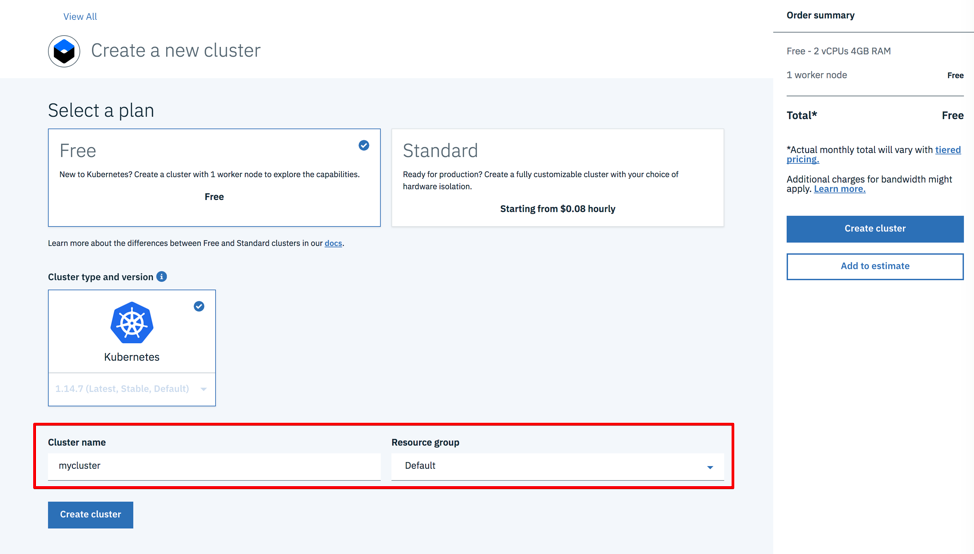 View All
Create a new cluster
Select a plan
Free
New to Kubernetes? Create a cluster with 1 worker node to explore the capabilities.
Free
Standard
Ready for production? Create a fully customizable cluster with your choice of
hardware isolation.
Starting from $0.08 hourly
Learn more about the differences between Free and Standard clusters in our docs.
Cluster type and version
Kubernetes
1.14.7 (Latest, Stable, Default)
Cluster name
mycluster
Resource group
Default
Create cluster
Order summary
Free - 2 vCPUs 4GB RAM
1 worker node Free
Total* Free
*Actual monthly total will vary with tiered
pricing.
Additional charges for bandwidth might
apply. Learn more.
Create cluster
Add to estimate